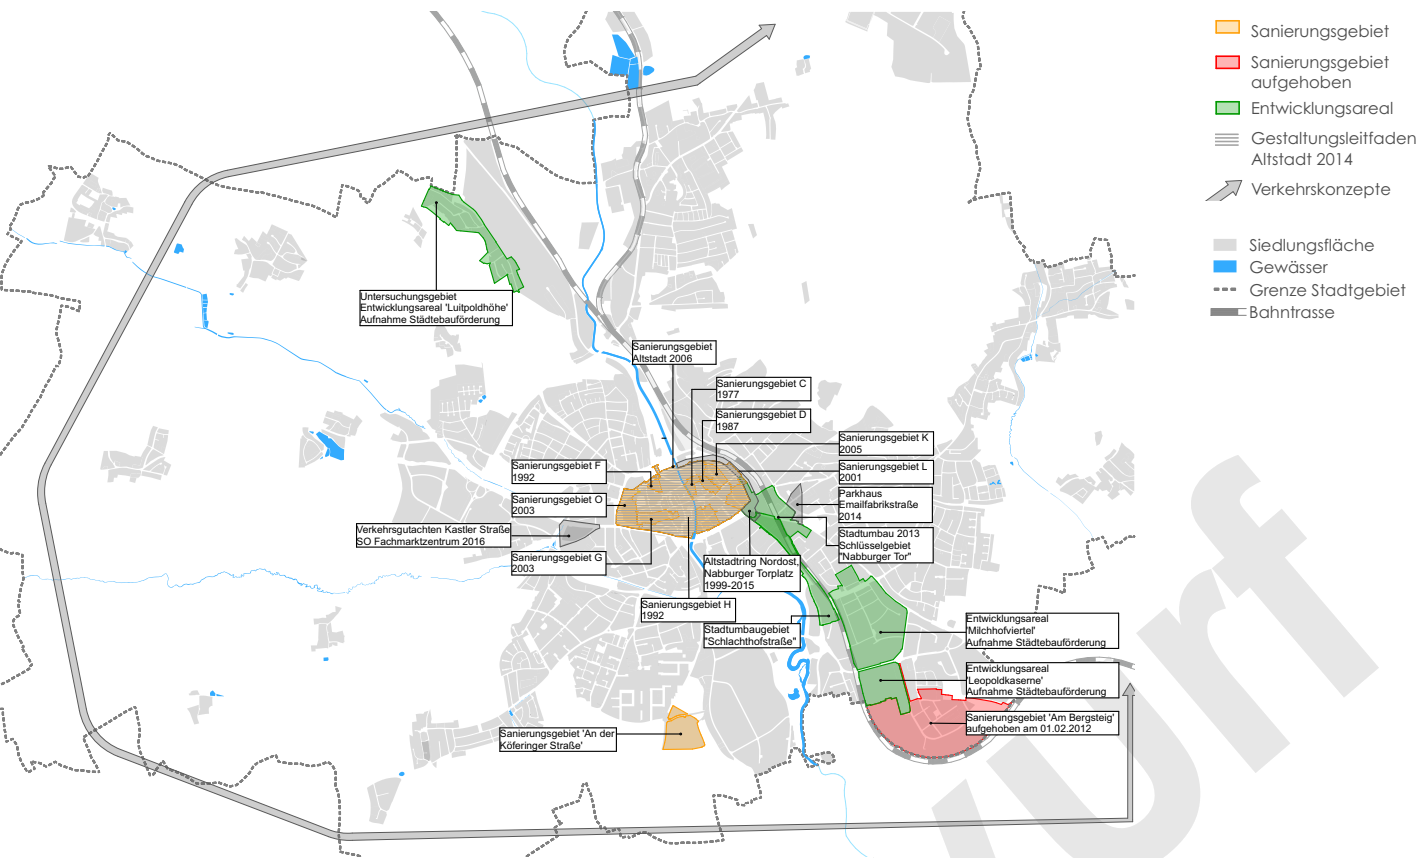 Sanierungsgebiet
Sanierungsgebiet
aufgehoben
Entwicklungsareal
Gestaltungsleitfaden
Altstadt 2014
Verkehrskonzepte
Siedlungsfläche
Gewässer
Grenze Stadtgebiet
Bahntrasse
Untersuchungsgebiet
Entwicklungsareal 'Luitpoldhöhe'
Aufnahme Städtebauförderung
Sanierungsgebiet
Altstadt 2006
Sanierungsgebiet C
1977
Sanierungsgebiet D
1987
Sanierungsgebiet K
2005
Sanierungsgebiet F
1992
Sanierungsgebiet L
2001
Sanierungsgebiet O
2003
Parkhaus
Emailfabrikstraße
2014
Verkehrsgutachten Kastler Straße
SO Fachmarktzentrum 2016
Stadtumbau 2013
Schlüsselgebiet
"Nabburger Tor"
Sanierungsgebiet G
2003
Altstadtring Nordost,
Nabburger Torplatz
1999-2015
Sanierungsgebiet H
1992
Stadtumbaugebiet
"Schlachthofstraße"
Entwicklungsareal
'Milchhofviertel'
Aufnahme Städtebauförderung
Entwicklungsareal
'Leopoldkaserne'
Aufnahme Städtebauförderung
Sanierungsgebiet 'Am Bergsteig'
aufgehoben am 01.02.2012
Sanierungsgebiet 'An der
Köferinger Straße'
wurf